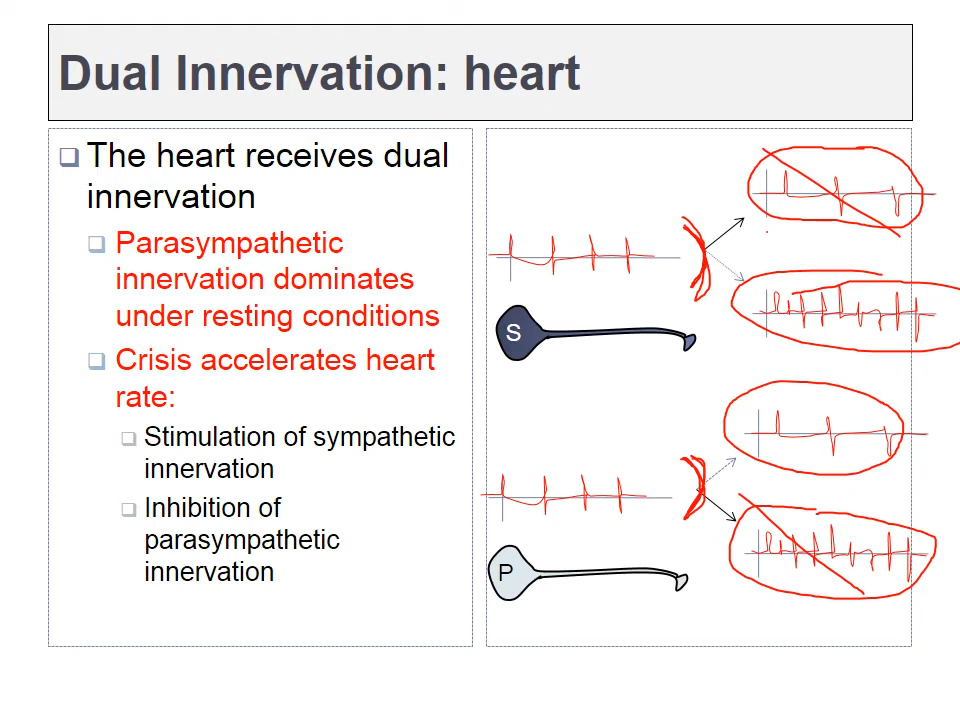 Dual Innervation: heart
The heart receives dual
innervation
Parasympathetic
innervation dominates
under resting conditions
Crisis accelerates heart
rate:
Stimulation of sympathetic
innervation
Inhibition of
parasympathetic
innervation
S
P